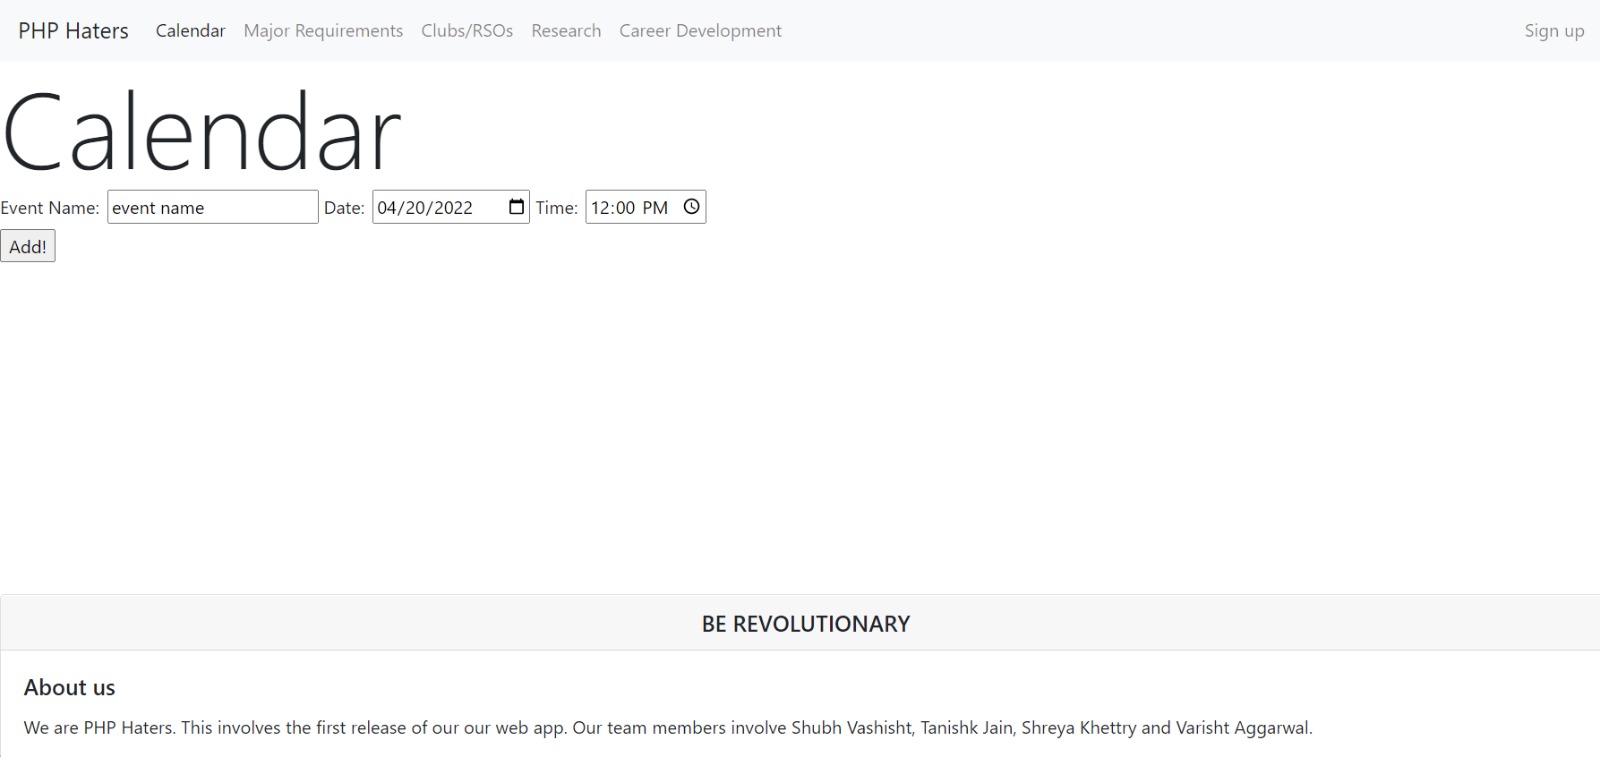 PHP Haters Calendar Major Requirements Clubs/RSOs Research Career Development Sign up
Calendar
Event Name: event name Date: 04/20/2022 Time: 12:00 PM
Add!
BE REVOLUTIONARY
About us
We are PHP Haters. This involves the first release of our our web app. Our team members involve Shubh Vashisht, Tanishk Jain, Shreya Khettry and Varisht Aggarwal.